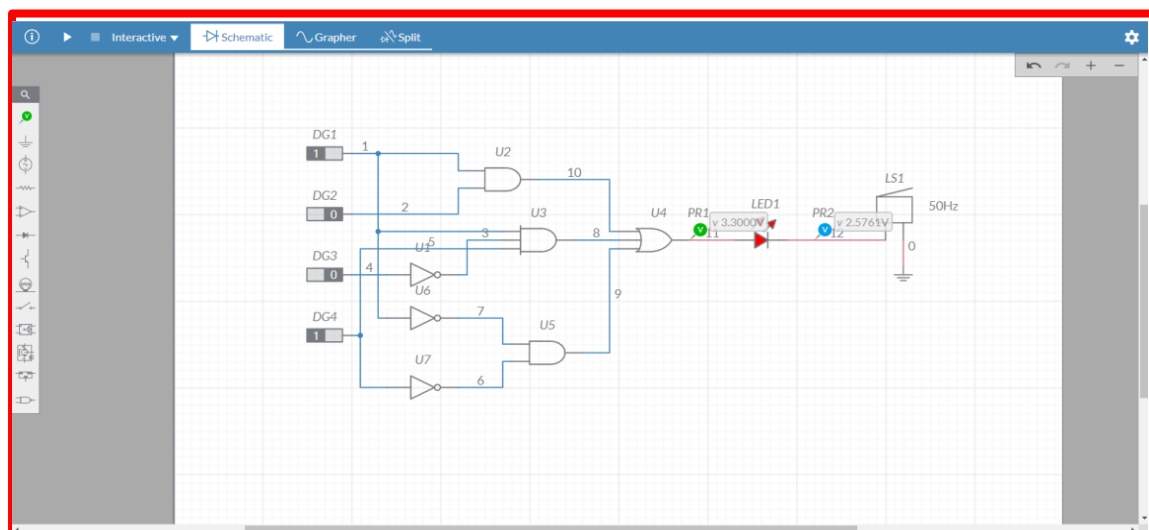 Interactive Schematic Grapher Split
DG1
1
1
U2
10
DG2
0
2
U3
U4
PR1
v 3.3000V
11
LED1
PR2
v 2.5761V
12
LS1
50Hz
0
DG3
0
4
U1
5
3
8
U6
7
9
DG4
1
U5
U7
6